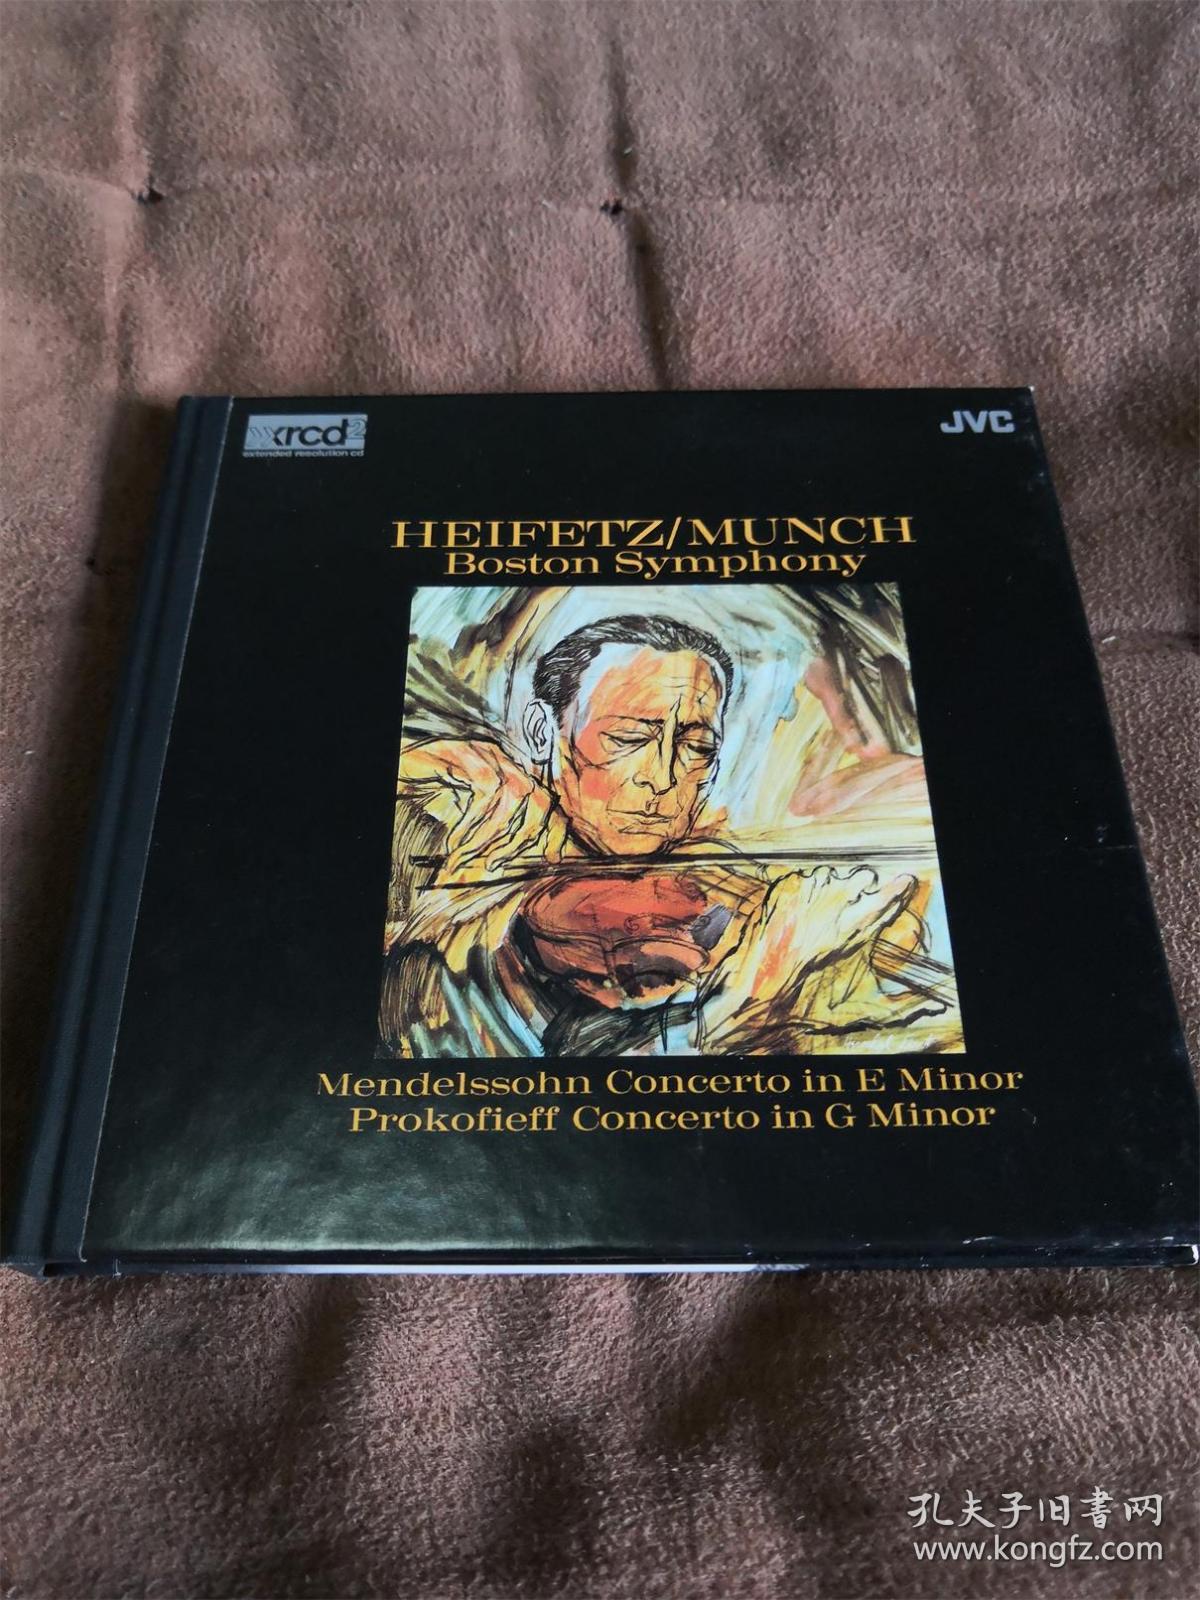 xrcd2
extended resolution cd
JVC
HEIFETZ/MUNCH
Boston Symphony
Mendelssohn Concerto in E Minor
Prokofieff Concerto in G Minor
孔夫子旧书网
www.kongfz.com